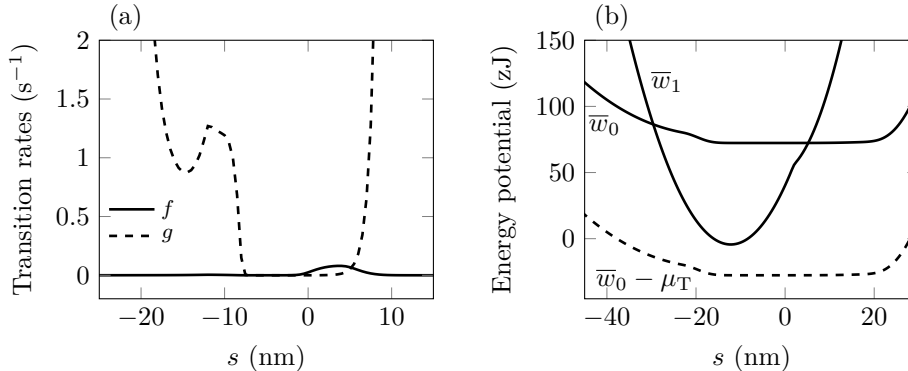 (a)
Transition rates (s⁻¹)
2
1.5
1
0.5
0
f
g
−20
−10
0
10
s (nm)
(b)
Energy potential (zJ)
150
100
50
0
w̅₁
w̅₀
w̅₀ − μ_T
−40
−20
0
20
s (nm)